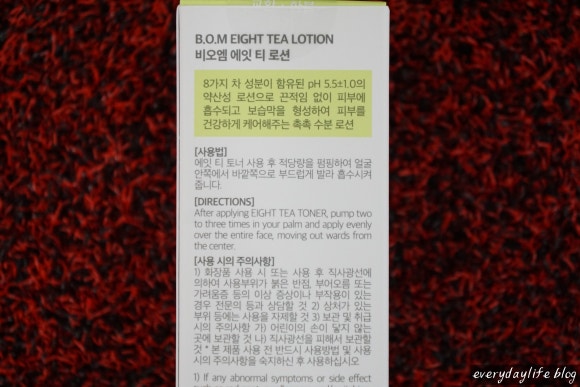 B.O.M EIGHT TEA LOTION
비오엠 에잇 티 로션
8가지 차 성분이 함유된 pH 5.5±1.0의
약산성 로션으로 끈적임 없이 피부에
흡수되고 보습막을 형성하여 피부를
건강하게 케어해주는 촉촉 수분 로션
[사용법]
에잇 티 토너 사용 후 적당량을 펌핑하여 얼굴
안쪽에서 바깥쪽으로 부드럽게 발라 흡수시켜
줍니다.
[DIRECTIONS]
After applying EIGHT TEA TONER, pump two
to three times in your palm and apply evenly
over the entire face, moving out wards from
the center.
[사용 시의 주의사항]
1) 화장품 사용 시 또는 사용 후 직사광선에
의하여 사용부위가 붉은 반점, 부어오름 또는
가려움증 등의 이상 증상이나 부작용이 있는
경우 전문의 등과 상담할 것 2) 상처가 있는
부위 등에는 사용을 자제할 것 3) 보관 및 취급
시의 주의사항 가) 어린이의 손이 닿지 않는
곳에 보관할 것 나) 직사광선을 피해서 보관할
것 * 본 제품 사용 전 반드시 사용방법 및 사용
시의 주의사항을 숙지하신 후 사용하십시오
1) If any abnormal symptoms or side effect
everydaylife blog